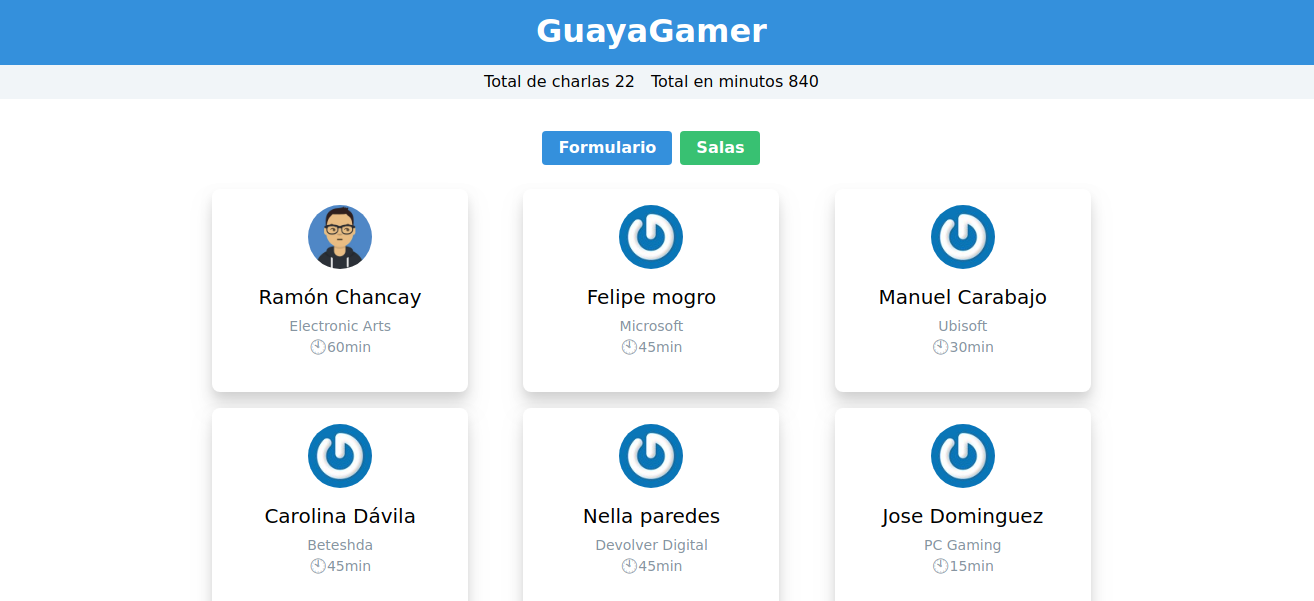 GuayaGamer
Total de charlas 22 Total en minutos 840
Formulario Salas
Ramón Chancay
Electronic Arts
🕙60min
Felipe mogro
Microsoft
🕙45min
Manuel Carabajo
Ubisoft
🕙30min
Carolina Dávila
Beteshda
🕙45min
Nella paredes
Devolver Digital
🕙45min
Jose Dominguez
PC Gaming
🕙15min